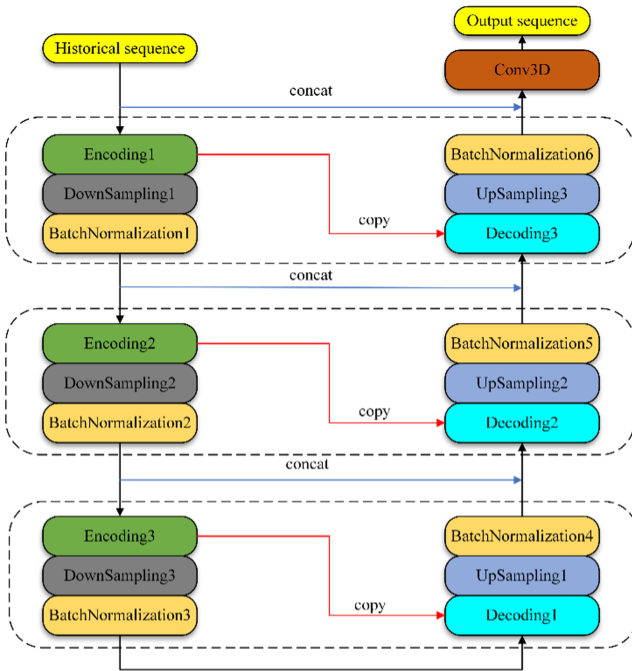 Output sequence
Historical sequence
Conv3D
concat
Encoding1
BatchNormalization6
DownSampling1
UpSampling3
copy
BatchNormalization1
Decoding3
concat
Encoding2
BatchNormalization5
DownSampling2
UpSampling2
copy
BatchNormalization2
Decoding2
concat
Encoding3
BatchNormalization4
DownSampling3
UpSampling1
copy
BatchNormalization3
Decoding1